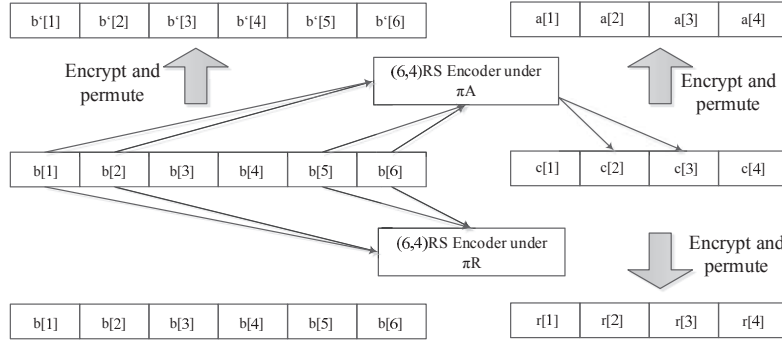 b‘[1] b‘[2] b‘[3] b‘[4] b‘[5] b‘[6]
a[1] a[2] a[3] a[4]
Encrypt and
permute
(6,4)RS Encoder under
πA
Encrypt and
permute
b[1] b[2] b[3] b[4] b[5] b[6]
c[1] c[2] c[3] c[4]
(6,4)RS Encoder under
πR
Encrypt and
permute
b[1] b[2] b[3] b[4] b[5] b[6]
r[1] r[2] r[3] r[4]